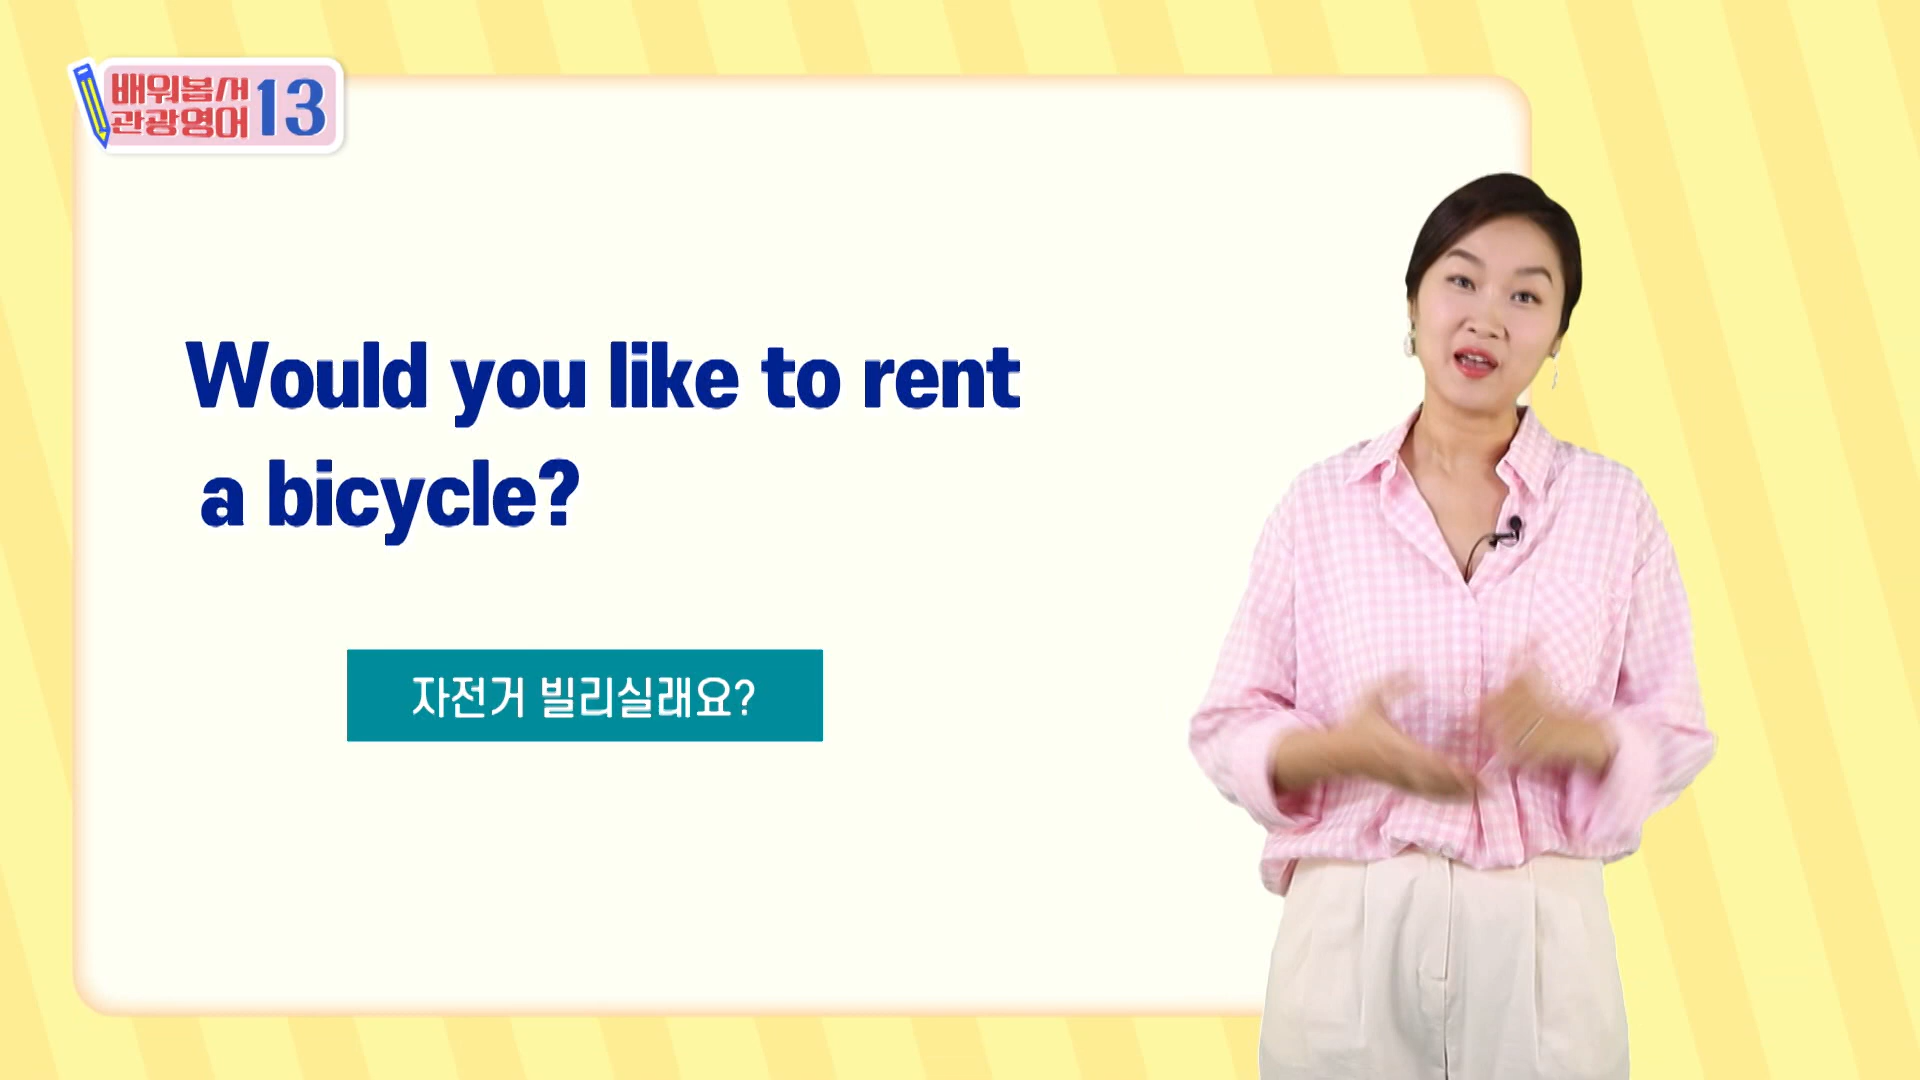 배워봅서
관광영어 13
Would you like to rent
a bicycle?
자전거 빌리실래요?